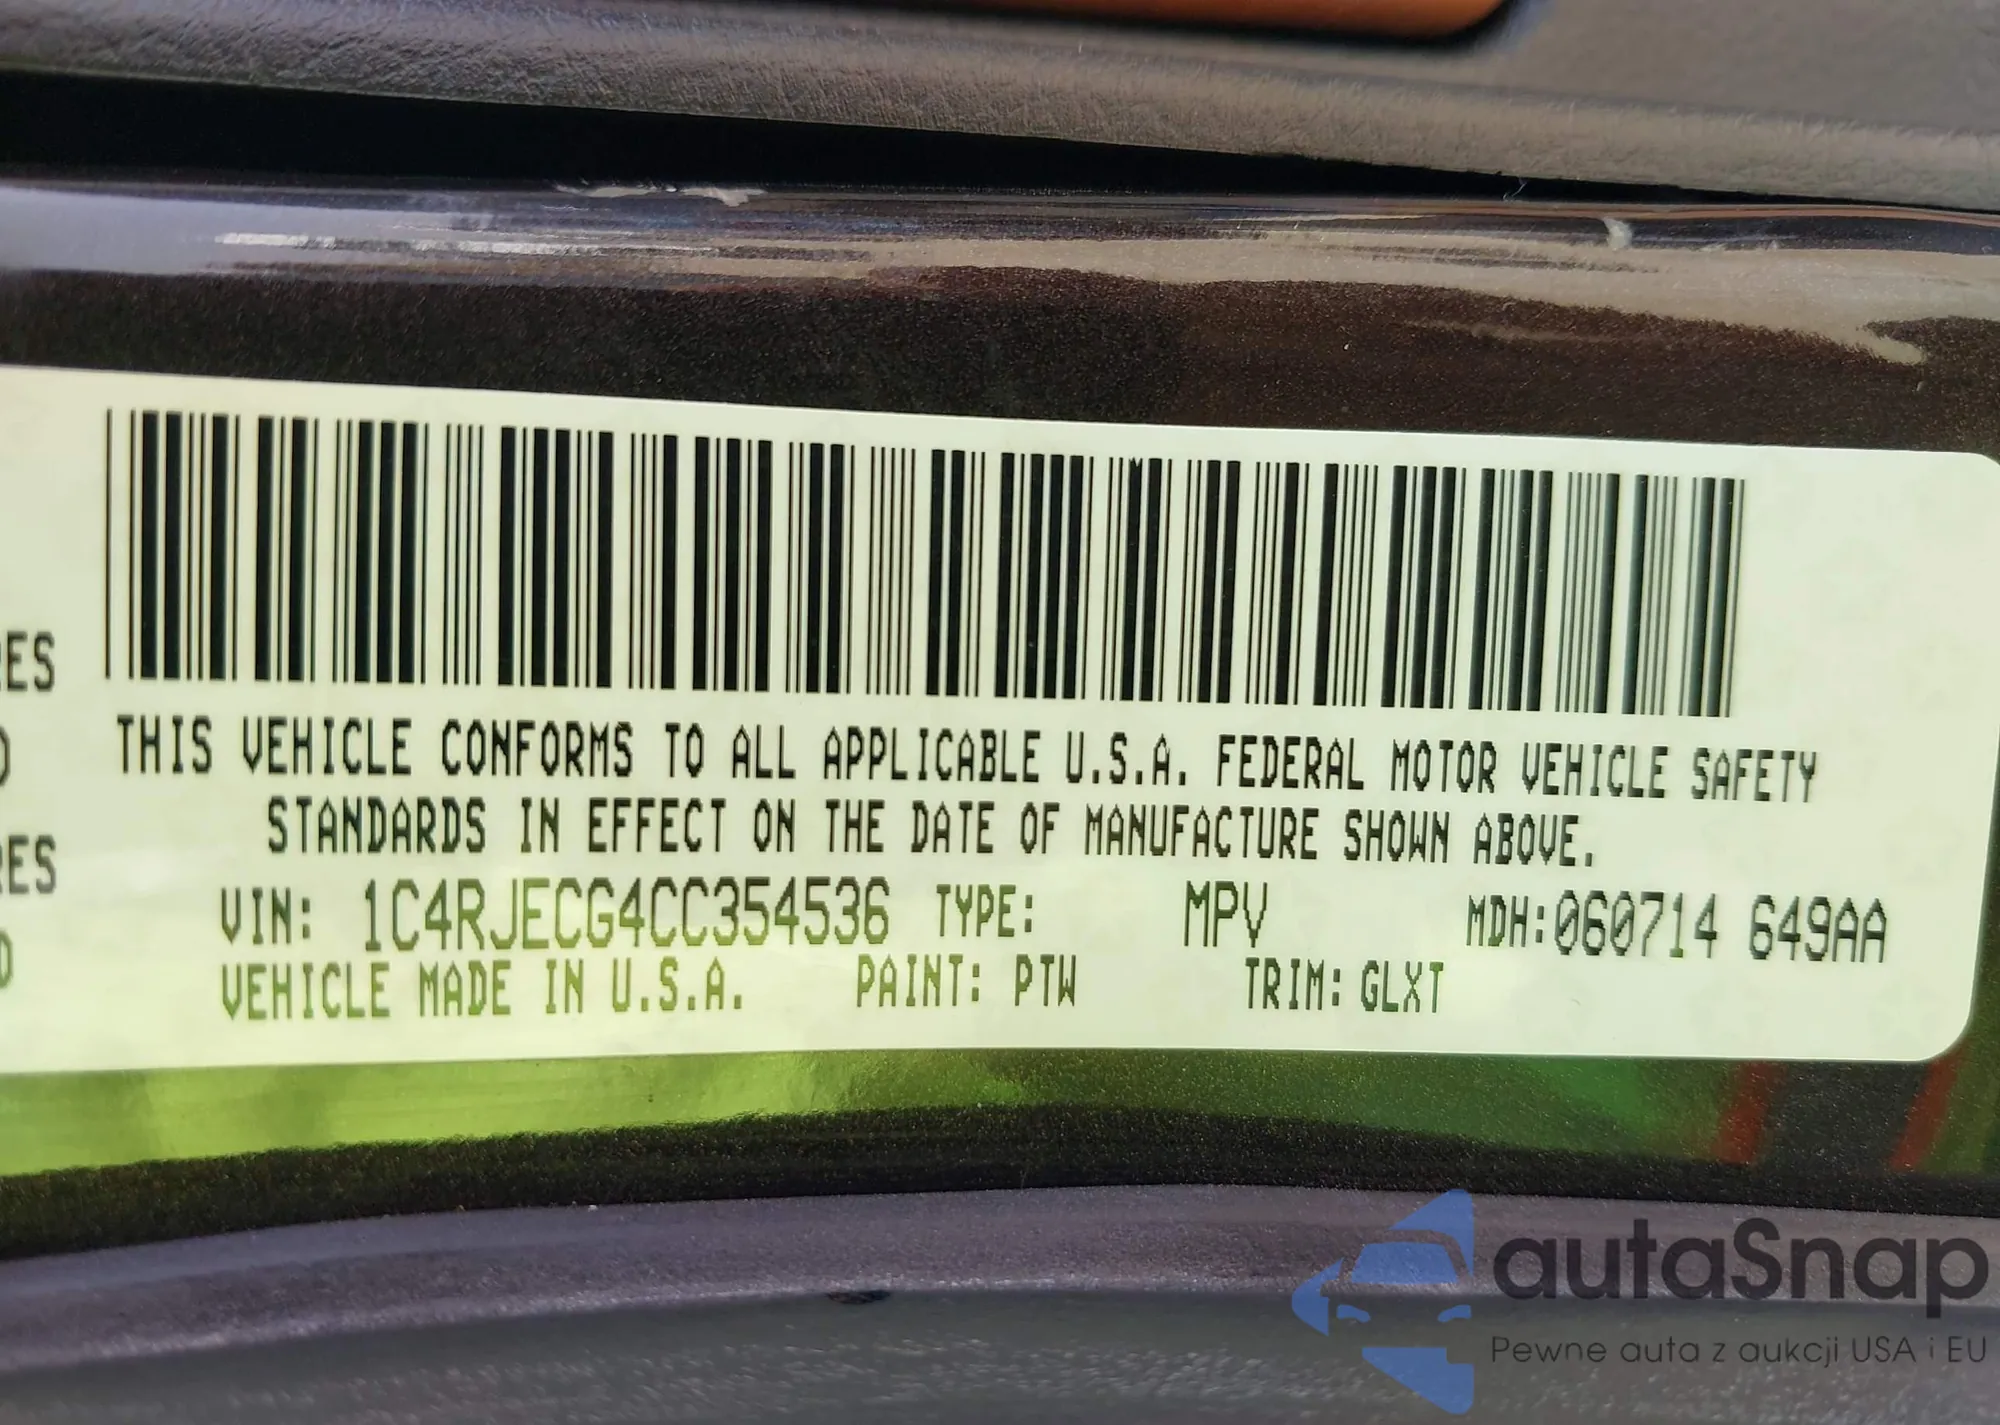 RES
THIS VEHICLE CONFORMS TO ALL APPLICABLE U.S.A. FEDERAL MOTOR VEHICLE SAFETY
STANDARDS IN EFFECT ON THE DATE OF MANUFACTURE SHOWN ABOVE.
RES
VIN: 1C4RJECG4CC354536 TYPE: MPV MDH:060714 649AA
D
VEHICLE MADE IN U.S.A. PAINT: PTW TRIM: GLXT
autaSnap
Pewne auta z aukcji USA i EU